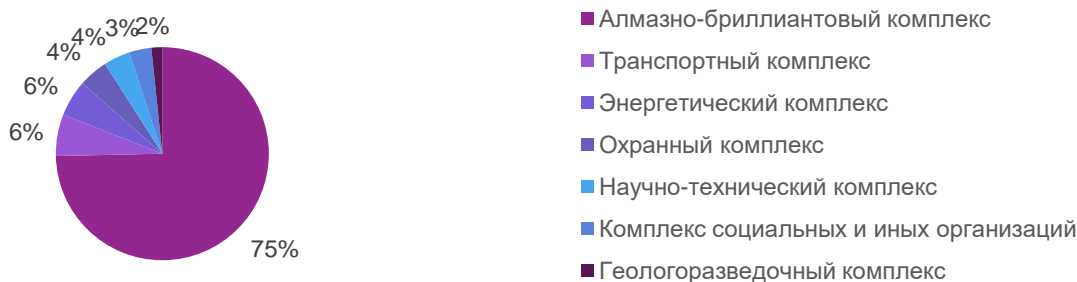 4%
4%
3%
2%
6%
6%
75%
Алмазно-бриллиантовый комплекс
Транспортный комплекс
Энергетический комплекс
Охранный комплекс
Научно-технический комплекс
Комплекс социальных и иных организаций
Геологоразведочный комплекс